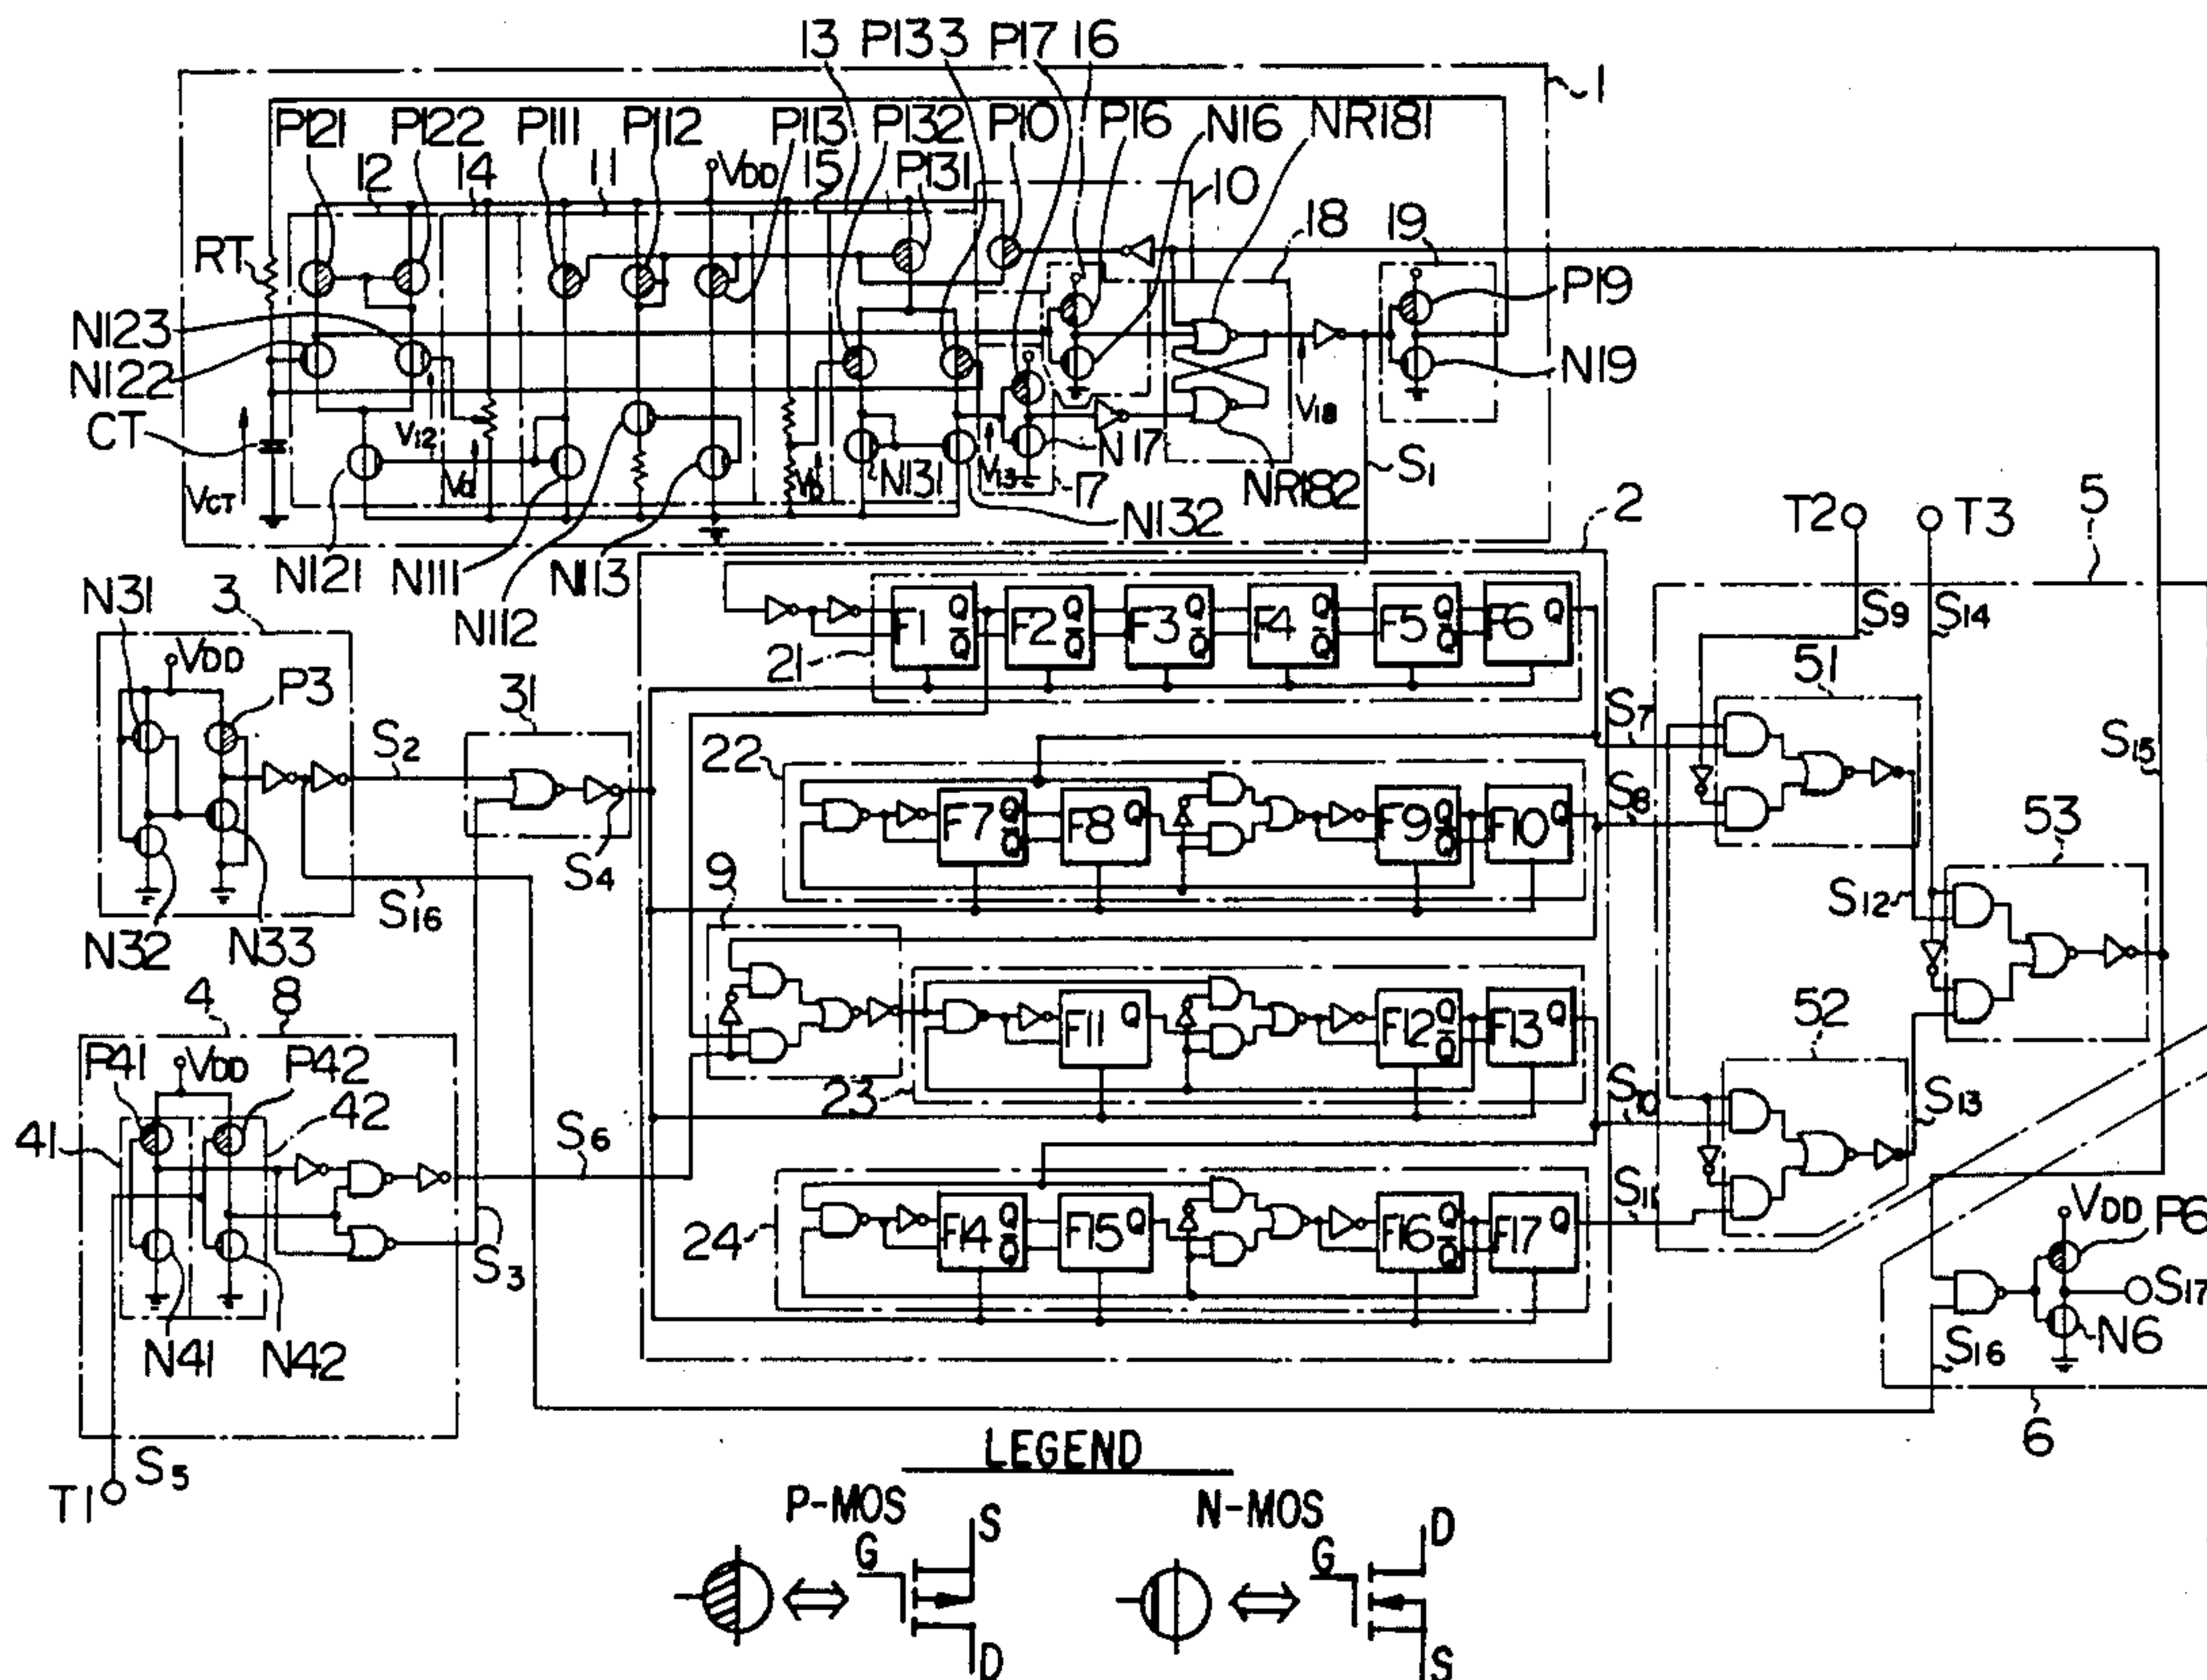 13 P133 P17 16
1
P121 P122 P111 P112 P113 P132 P10 P16 N16 NR181
12 14 11 VDD 15 P131 10
18 19
RT
P19
N123
N122
N19
CT
V12 V18
VCT Vd Vb N131 V13 N17 S1
17 NR182
N132
N121 N111 N113
N112
2
T2 T3 5
N31 3
F1 Q Q̅ F2 Q Q̅ F3 Q Q̅ F4 Q Q̅ F5 Q Q̅ F6 Q
S9 S14
VDD
21
51
P3
31
S2
S7
S15
22
S8
F7 Q Q̅ F8 Q F9 Q Q̅ F10 Q
53
S4
9
S12
S16
N32 N33
4 8
52
F11 Q F12 Q Q̅ F13 Q
P41 VDD P42
23
S10
S13
41 42
S6
S11
VDD P6
24
F14 Q Q̅ F15 Q F16 Q Q̅ F17 Q
S3
S17
N41 N42
N6
S16
6
S5
T1
LEGEND
P-MOS N-MOS
S D
G G
D S